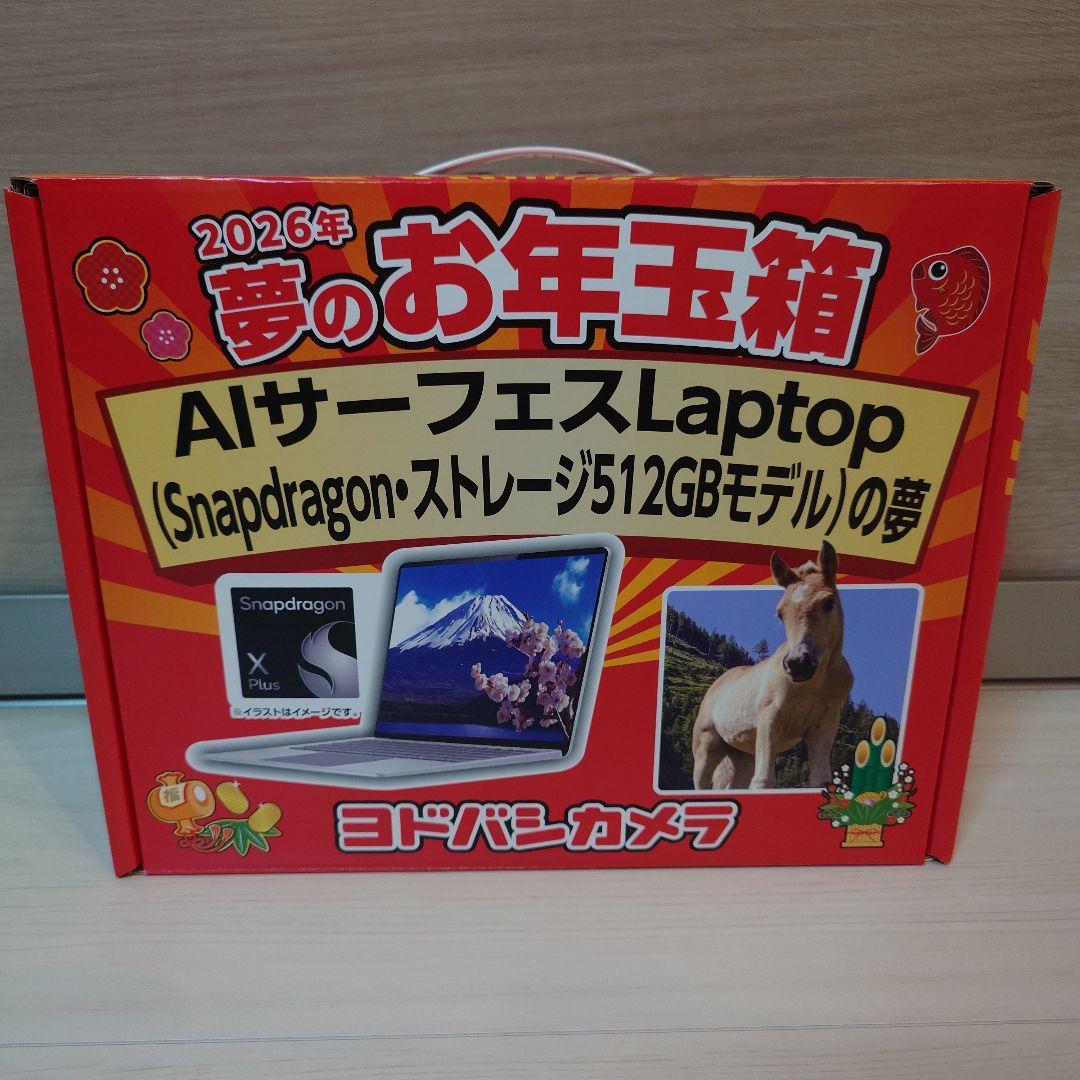 2026年
夢のお年玉箱
AIサーフェスLaptop
(Snapdragon・ストレージ512GBモデル)の夢
Snapdragon
X
Plus
※イラストはイメージです。
福
ヨドバシカメラ